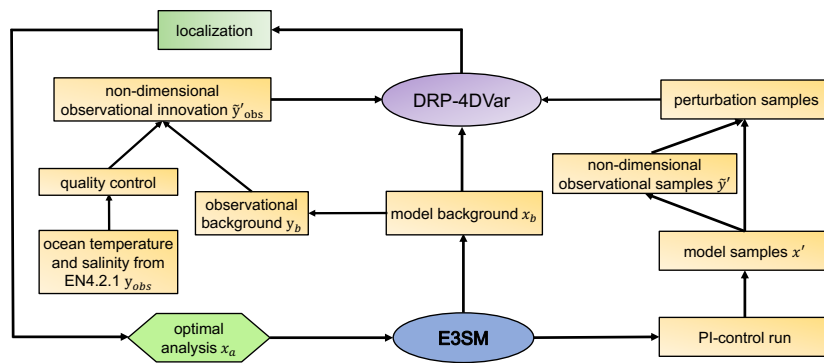 localization
non-dimensional
observational innovation ỹ′obs
DRP-4DVar
perturbation samples
non-dimensional
observational samples ỹ′
quality control
observational
background yb
model background xb
ocean temperature
and salinity from
EN4.2.1 yobs
model samples x′
optimal
analysis xa
E3SM
PI-control run